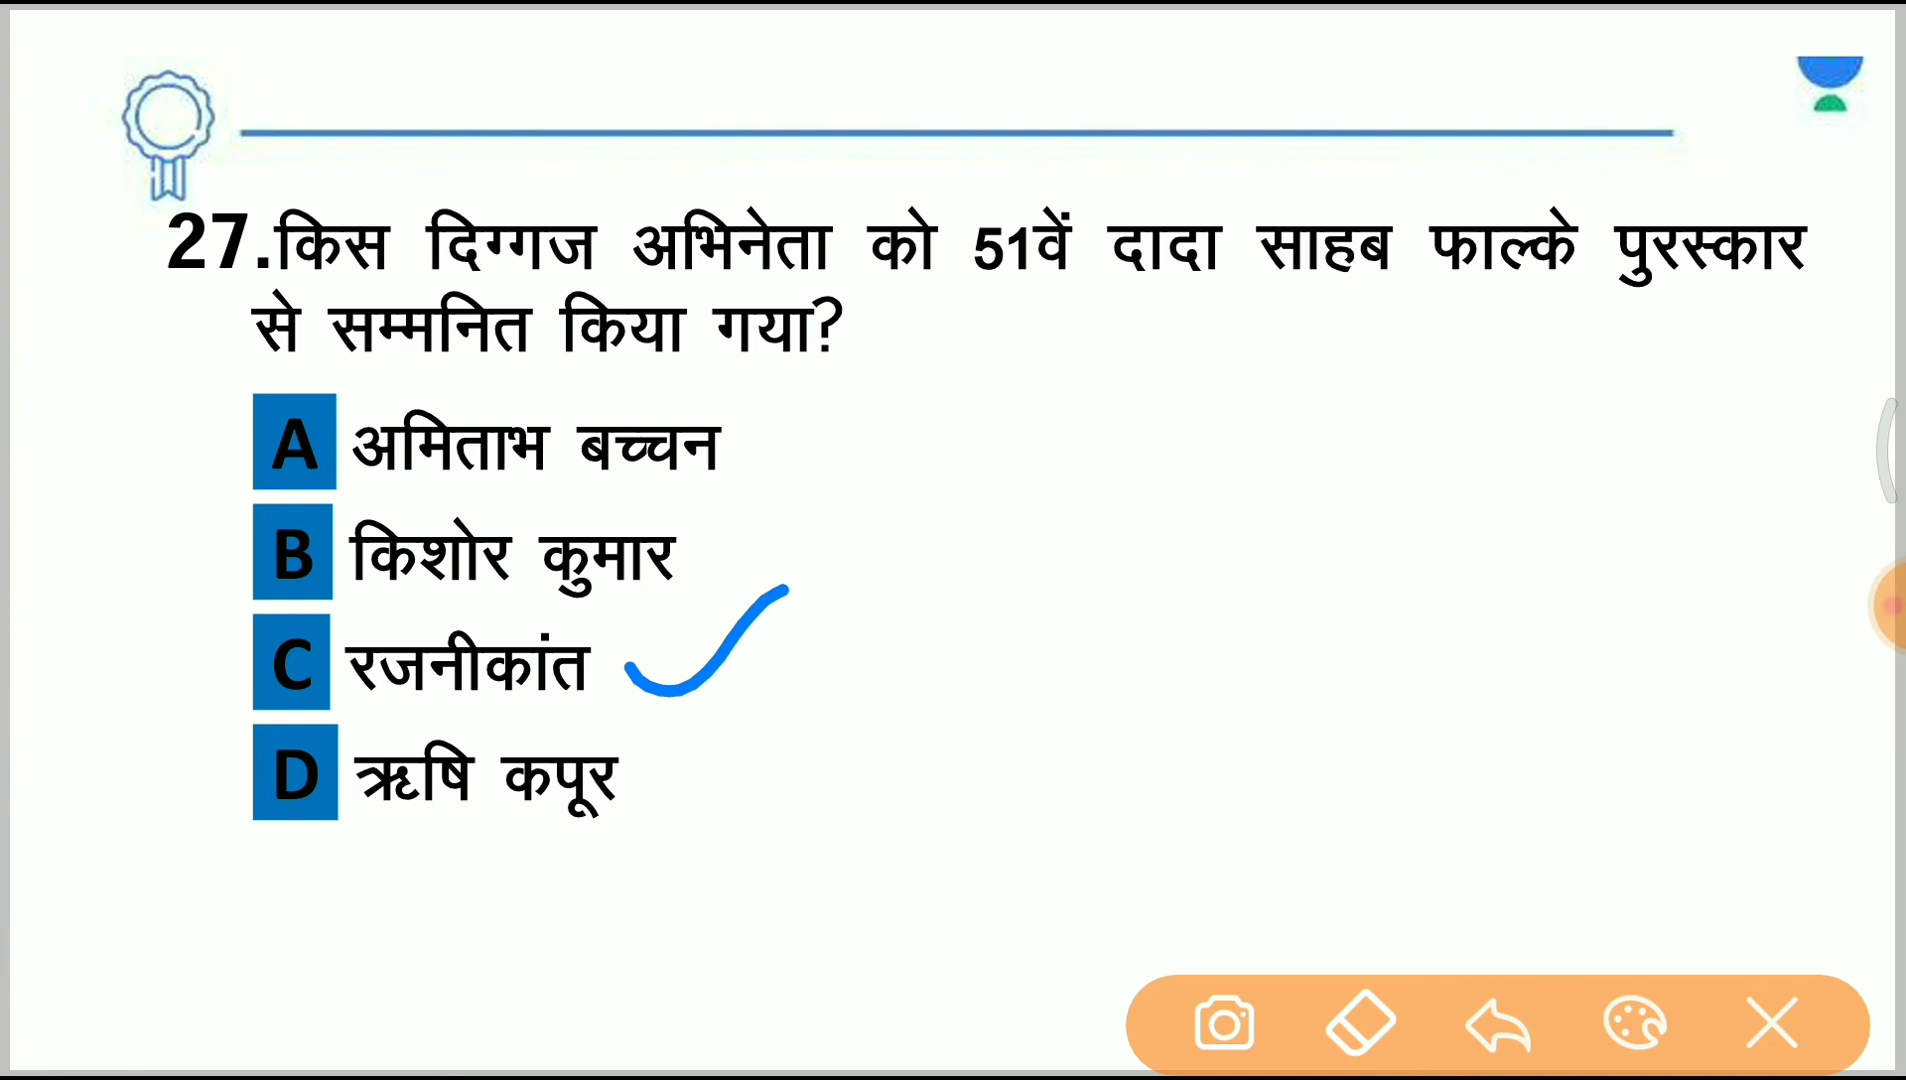 27.किस दिग्गज अभिनेता को 51वें दादा साहब फाल्के पुरस्कार
से सम्मनित किया गया?
A अमिताभ बच्चन
B किशोर कुमार
C रजनीकांत
D ऋषि कपूर